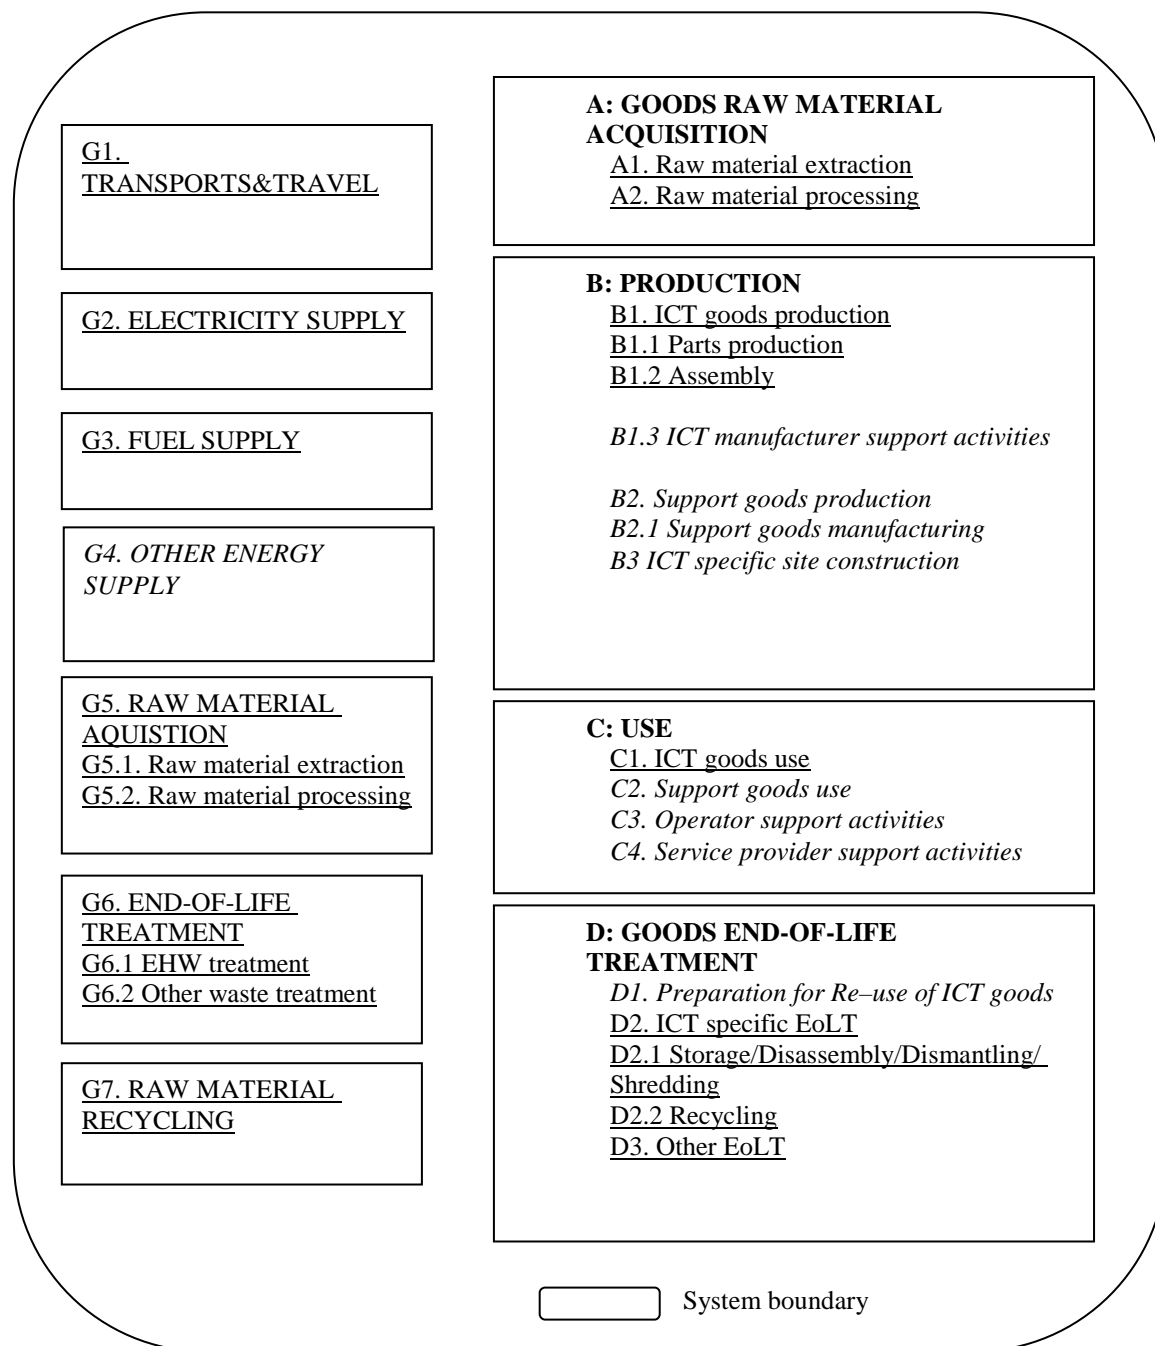 G1.
TRANSPORTS&TRAVEL
G2. ELECTRICITY SUPPLY
G3. FUEL SUPPLY
G4. OTHER ENERGY
SUPPLY
G5. RAW MATERIAL
AQUISTION
G5.1. Raw material extraction
G5.2. Raw material processing
G6. END-OF-LIFE
TREATMENT
G6.1 EHW treatment
G6.2 Other waste treatment
G7. RAW MATERIAL
RECYCLING
A: GOODS RAW MATERIAL
ACQUISITION
A1. Raw material extraction
A2. Raw material processing
B: PRODUCTION
B1. ICT goods production
B1.1 Parts production
B1.2 Assembly
B1.3 ICT manufacturer support activities
B2. Support goods production
B2.1 Support goods manufacturing
B3 ICT specific site construction
C: USE
C1. ICT goods use
C2. Support goods use
C3. Operator support activities
C4. Service provider support activities
D: GOODS END-OF-LIFE
TREATMENT
D1. Preparation for Re–use of ICT goods
D2. ICT specific EoLT
D2.1 Storage/Disassembly/Dismantling/
Shredding
D2.2 Recycling
D3. Other EoLT
System boundary